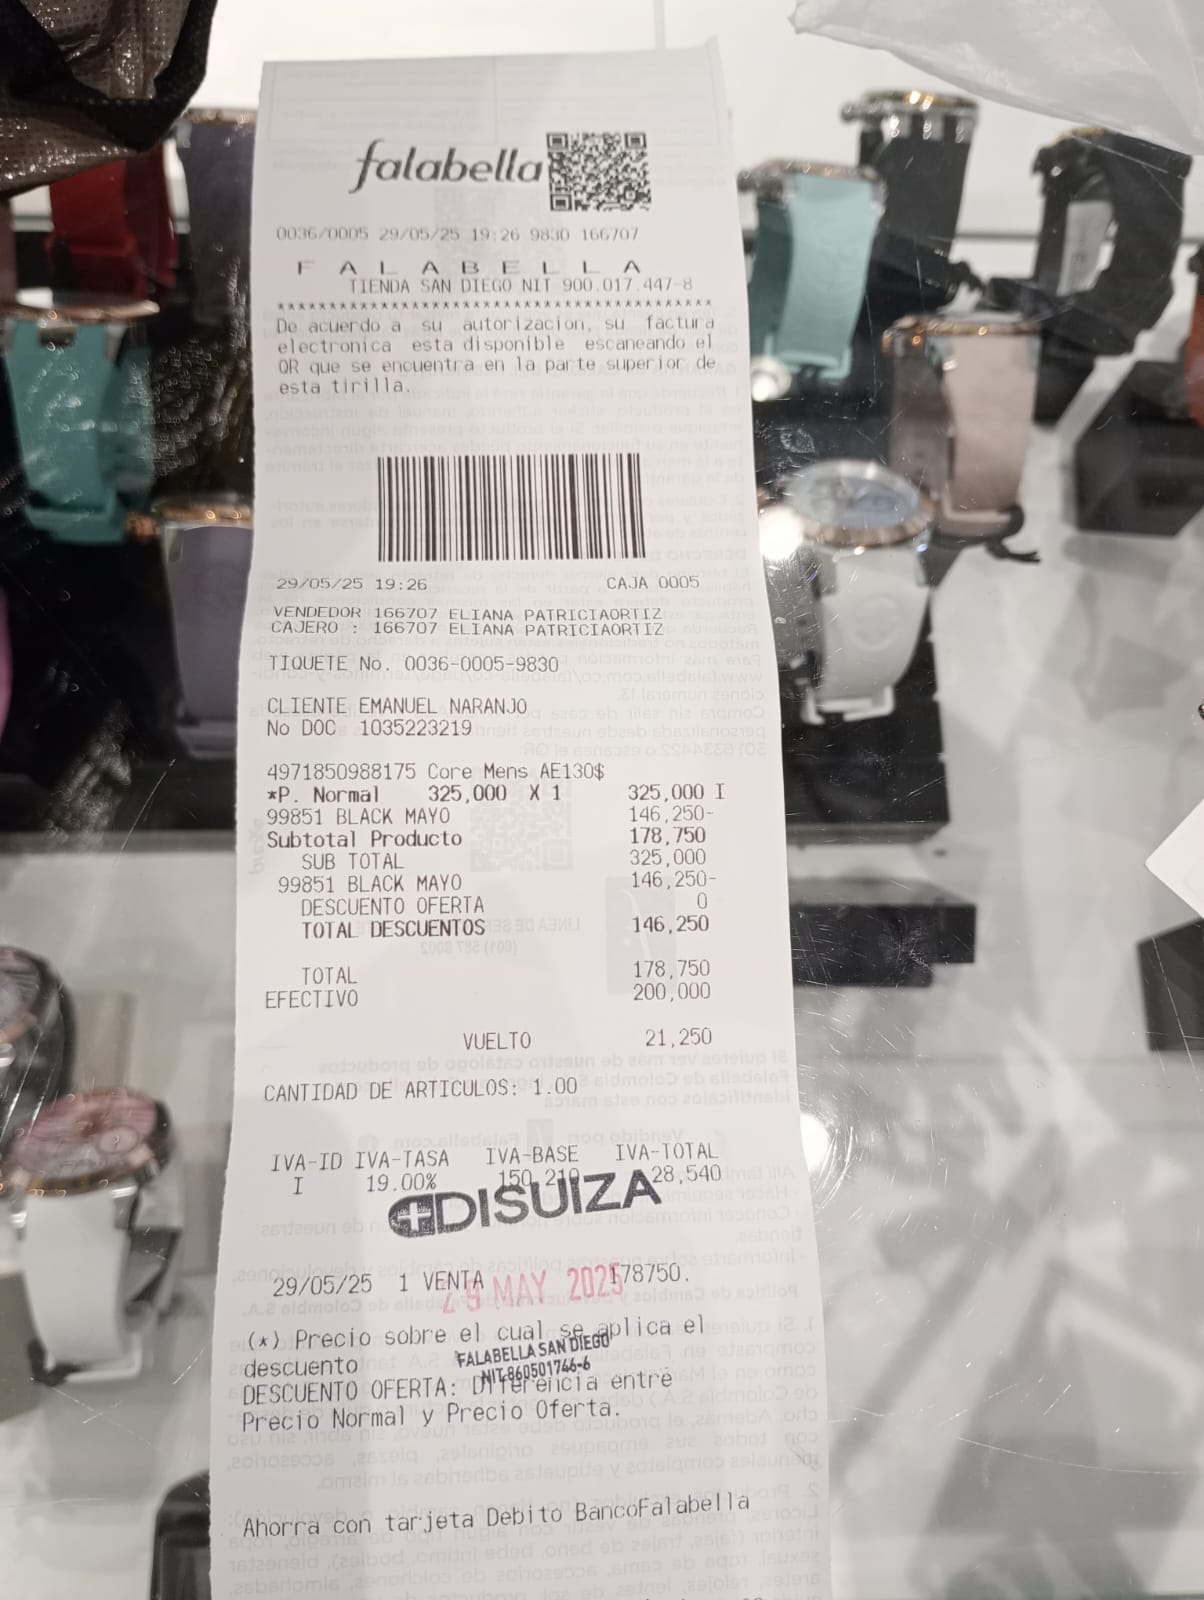 falabella
0036/0005 29/05/25 19:26 9830 166707
F A L A B E L L A
TIENDA SAN DIEGO NIT 900.017.447-8
******************************************
De acuerdo a su autorizacion, su factura
electronica esta disponible escaneando el
QR que se encuentra en la parte superior de
esta tirilla.
29/05/25 19:26 CAJA 0005
VENDEDOR: 166707 ELIANA PATRICIAORTIZ
CAJERO : 166707 ELIANA PATRICIAORTIZ
TIQUETE No. 0036-0005-9830
CLIENTE EMANUEL NARANJO
No DOC 1035223219
4971850988175 Core Mens AE130$
*P. Normal 325,000 X 1 325,000 I
99851 BLACK MAYO 146,250-
Subtotal Producto 178,750
SUB TOTAL 325,000
99851 BLACK MAYO 146,250-
DESCUENTO OFERTA 0
TOTAL DESCUENTOS 146,250
TOTAL 178,750
EFECTIVO 200,000
VUELTO 21,250
CANTIDAD DE ARTICULOS: 1.00
IVA-ID IVA-TASA IVA-BASE IVA-TOTAL
I 19.00% 150,210 28,540
DISUIZA
29/05/25 1 VENTA 178750.
29 MAY 2025
(*) Precio sobre el cual se aplica el
descuento
FALABELLA SAN DIEGO
NIT-860501746-6
DESCUENTO OFERTA: Diferencia entre
Precio Normal y Precio Oferta.
Ahorra con tarjeta Debito BancoFalabella